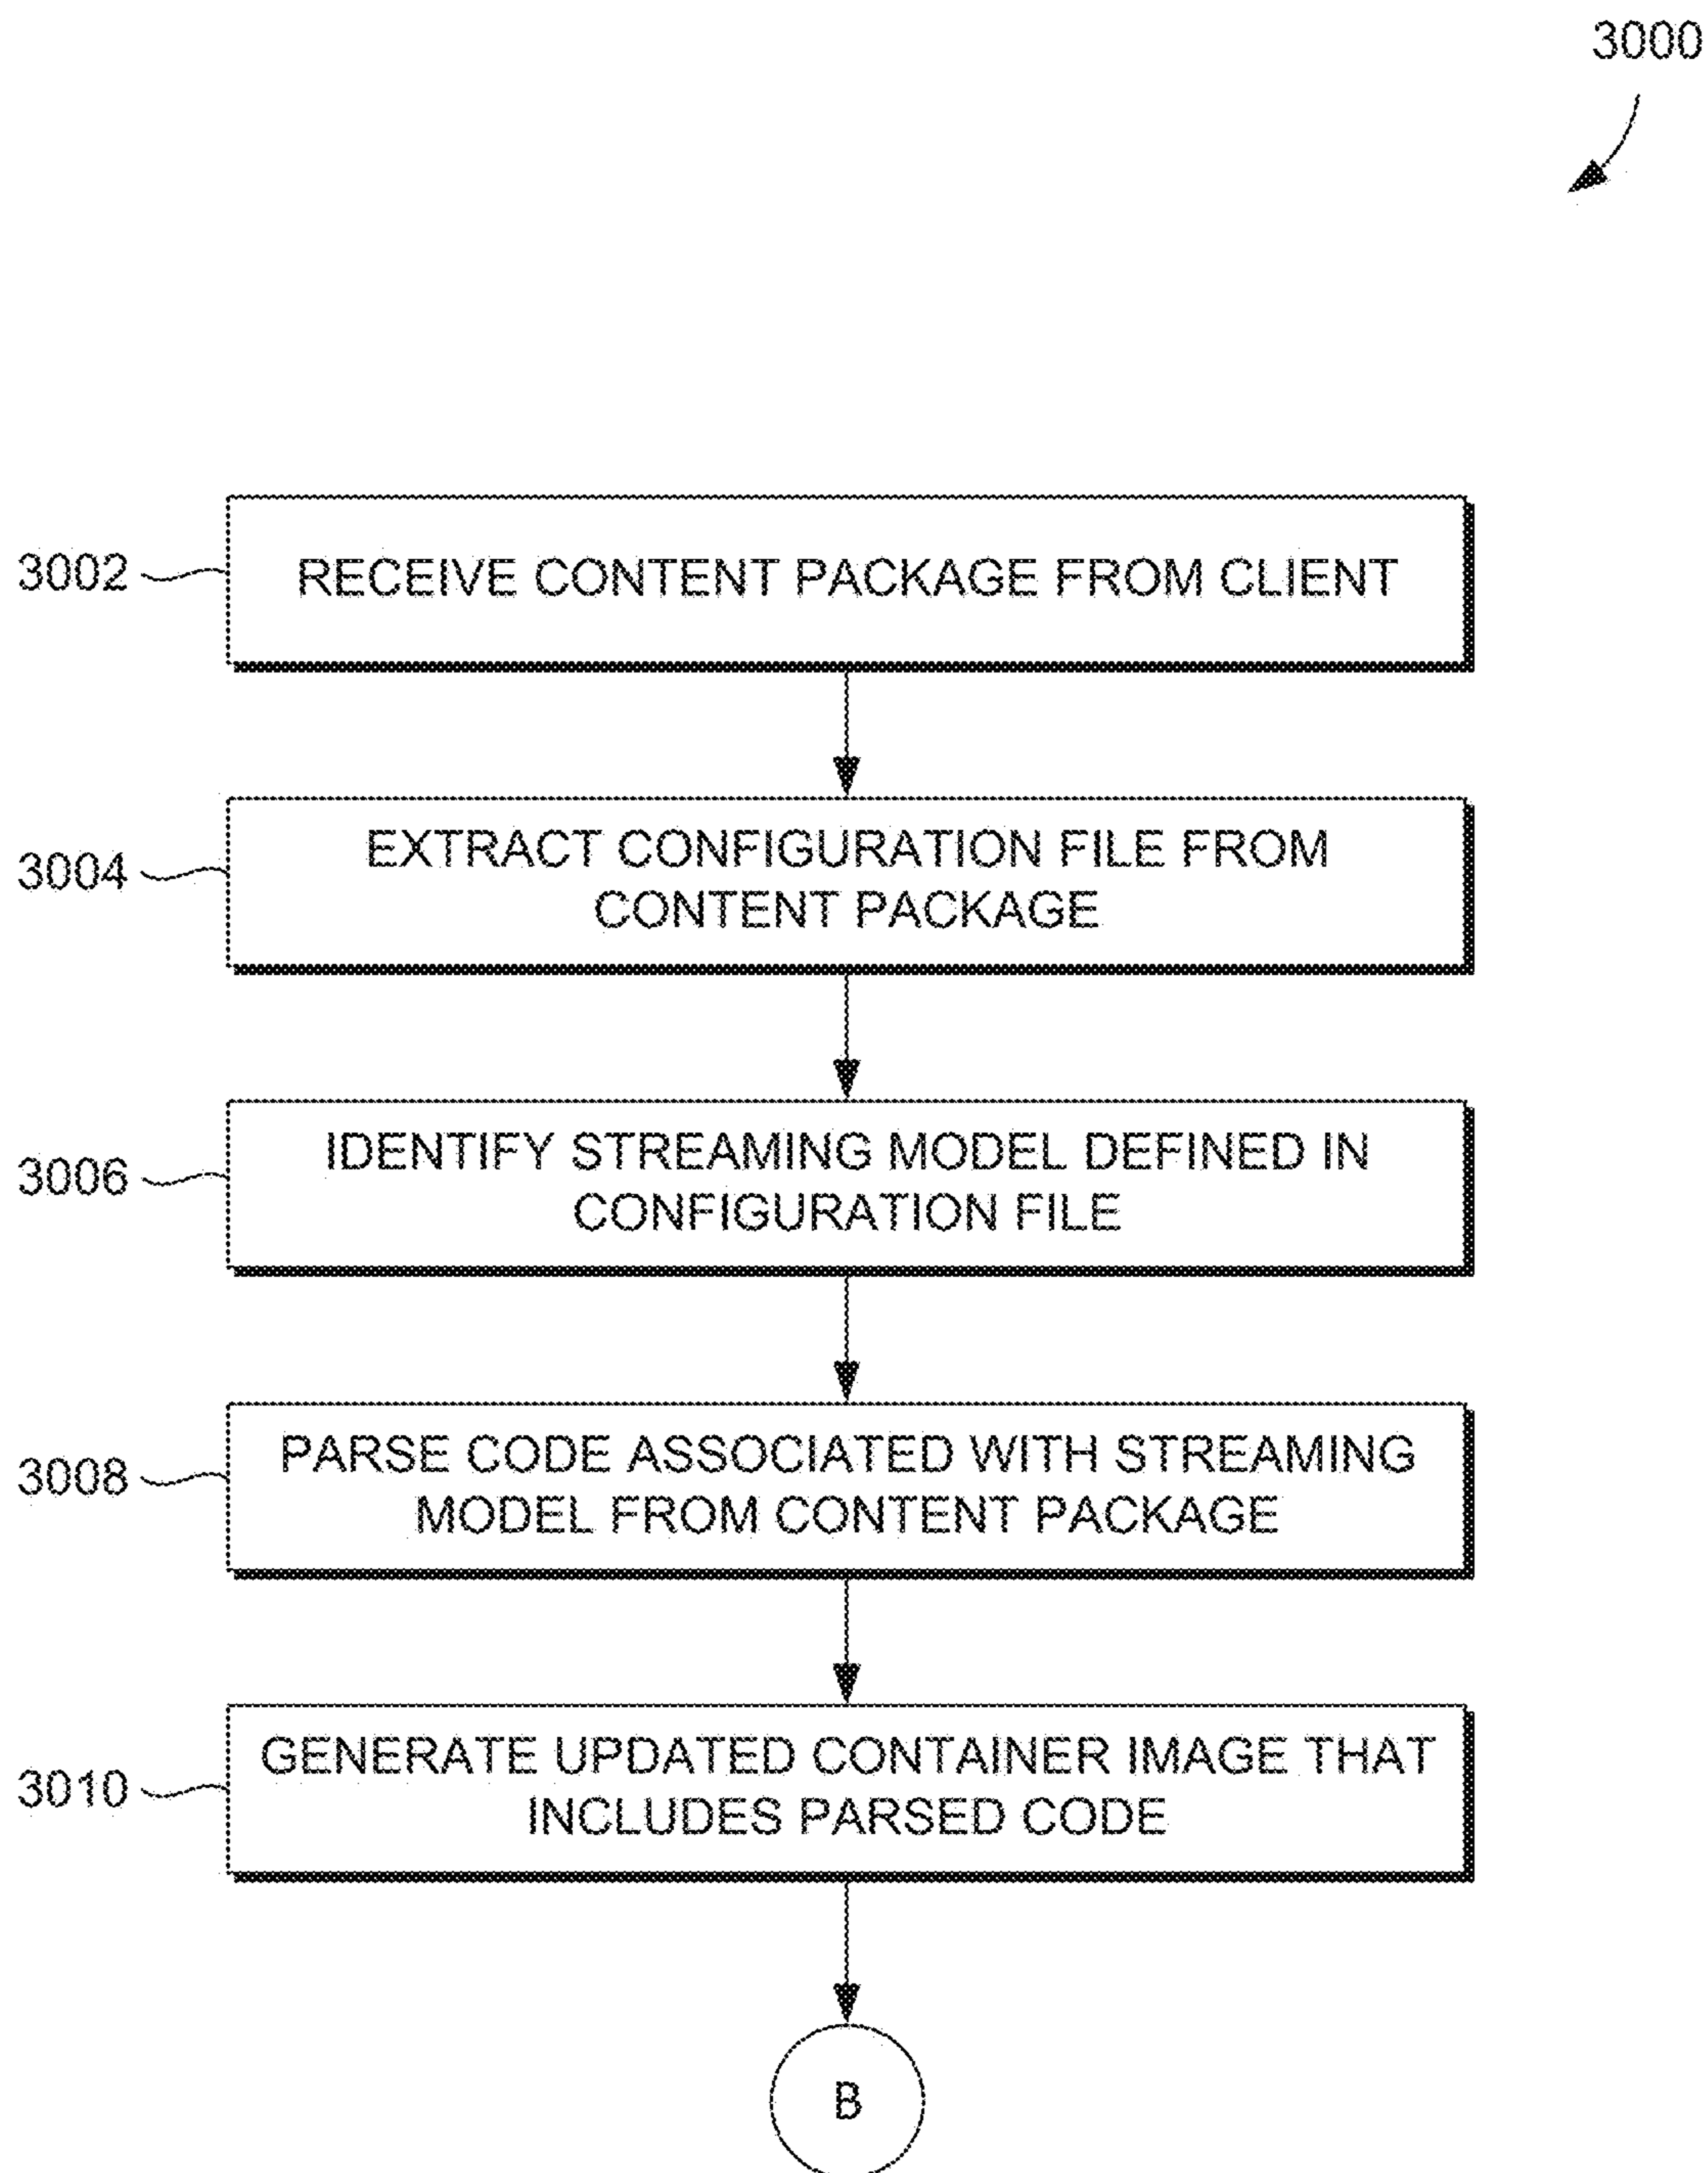 3000
3002
RECEIVE CONTENT PACKAGE FROM CLIENT
3004
EXTRACT CONFIGURATION FILE FROM
CONTENT PACKAGE
3006
IDENTIFY STREAMING MODEL DEFINED IN
CONFIGURATION FILE
3008
PARSE CODE ASSOCIATED WITH STREAMING
MODEL FROM CONTENT PACKAGE
3010
GENERATE UPDATED CONTAINER IMAGE THAT
INCLUDES PARSED CODE
B